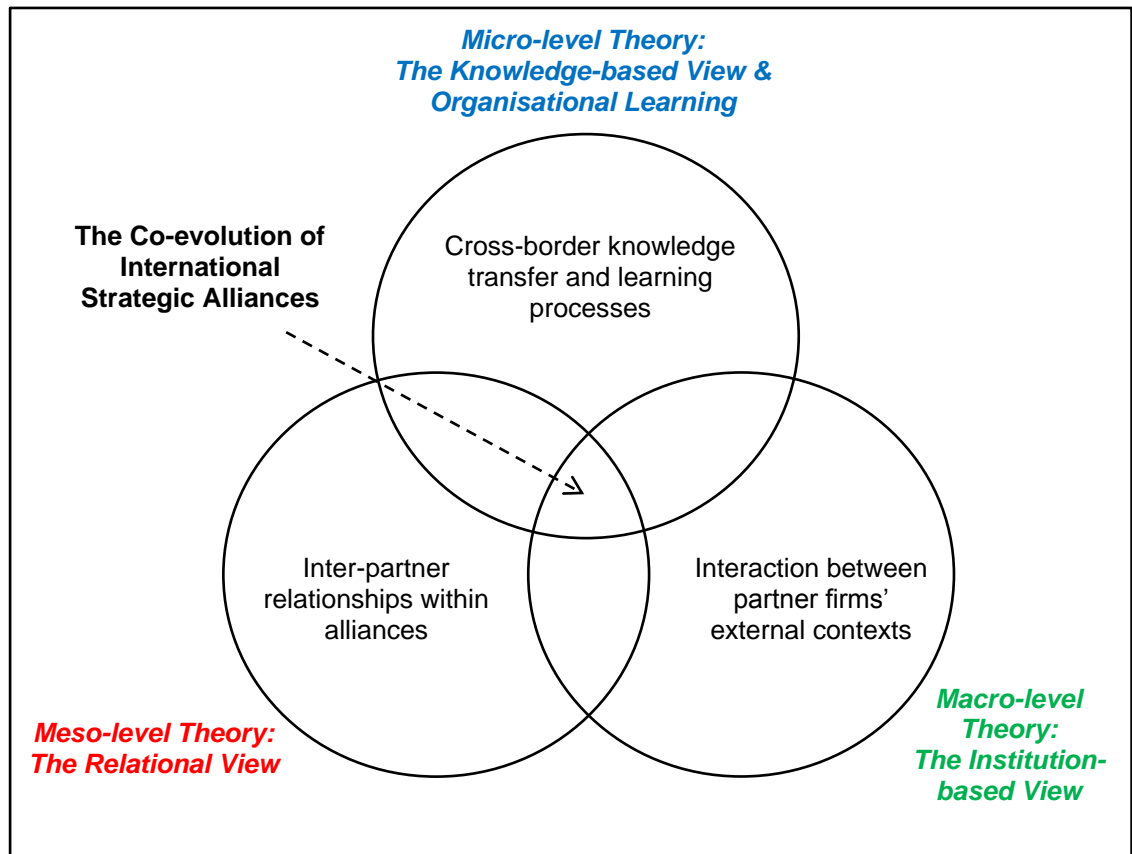 Micro-level Theory:
The Knowledge-based View &
Organisational Learning
The Co-evolution of
International
Strategic Alliances
Cross-border knowledge
transfer and learning
processes
Inter-partner
relationships within
alliances
Interaction between
partner firms’
external contexts
Meso-level Theory:
The Relational View
Macro-level
Theory:
The Institution-
based View